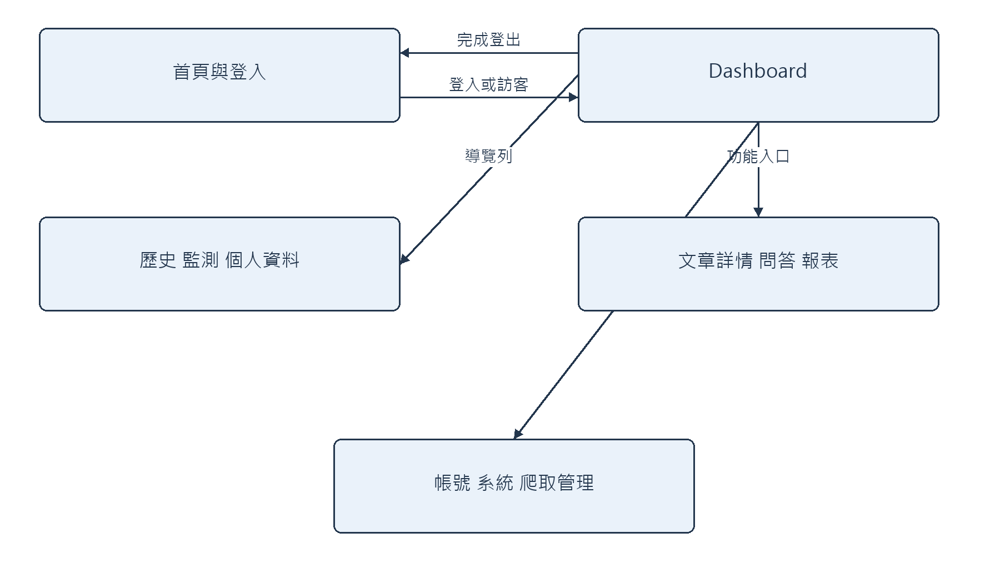 完成登出
首頁與登入
Dashboard
登入或訪客
導覽列
功能入口
歷史 監測 個人資料
文章詳情 問答 報表
帳號 系統 爬取管理